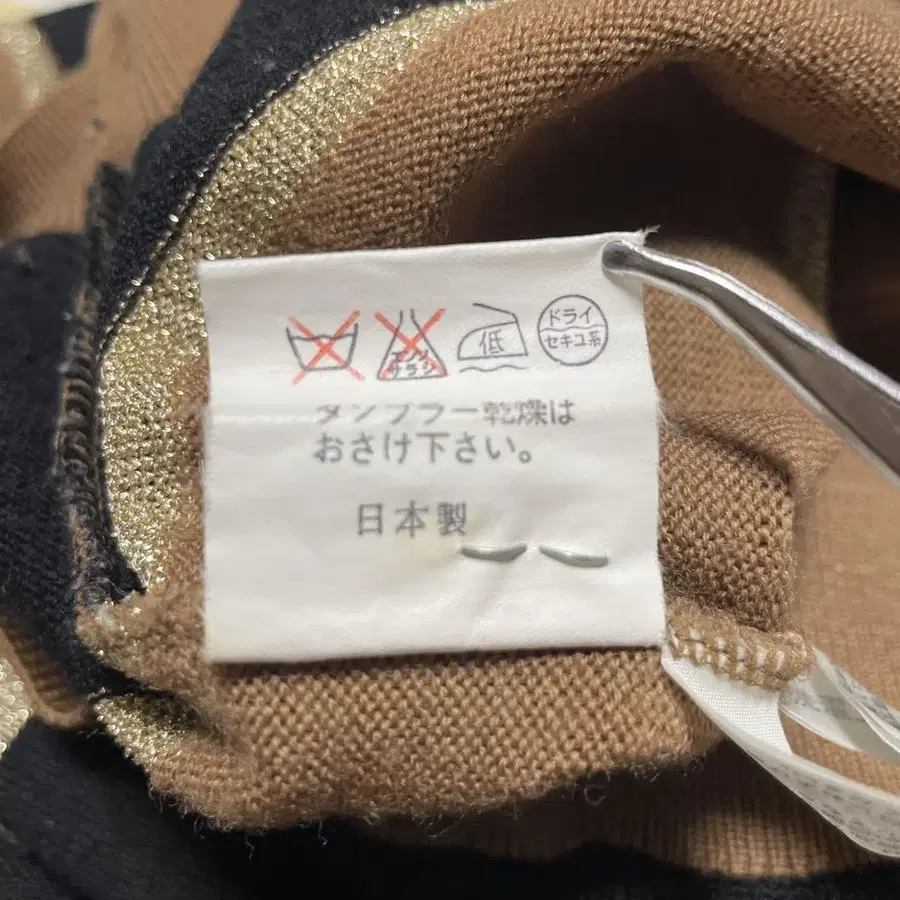 エンソ
サラシ
低
ドライ
セキユ系
タンブラー乾燥は
おさけ下さい。
日本製